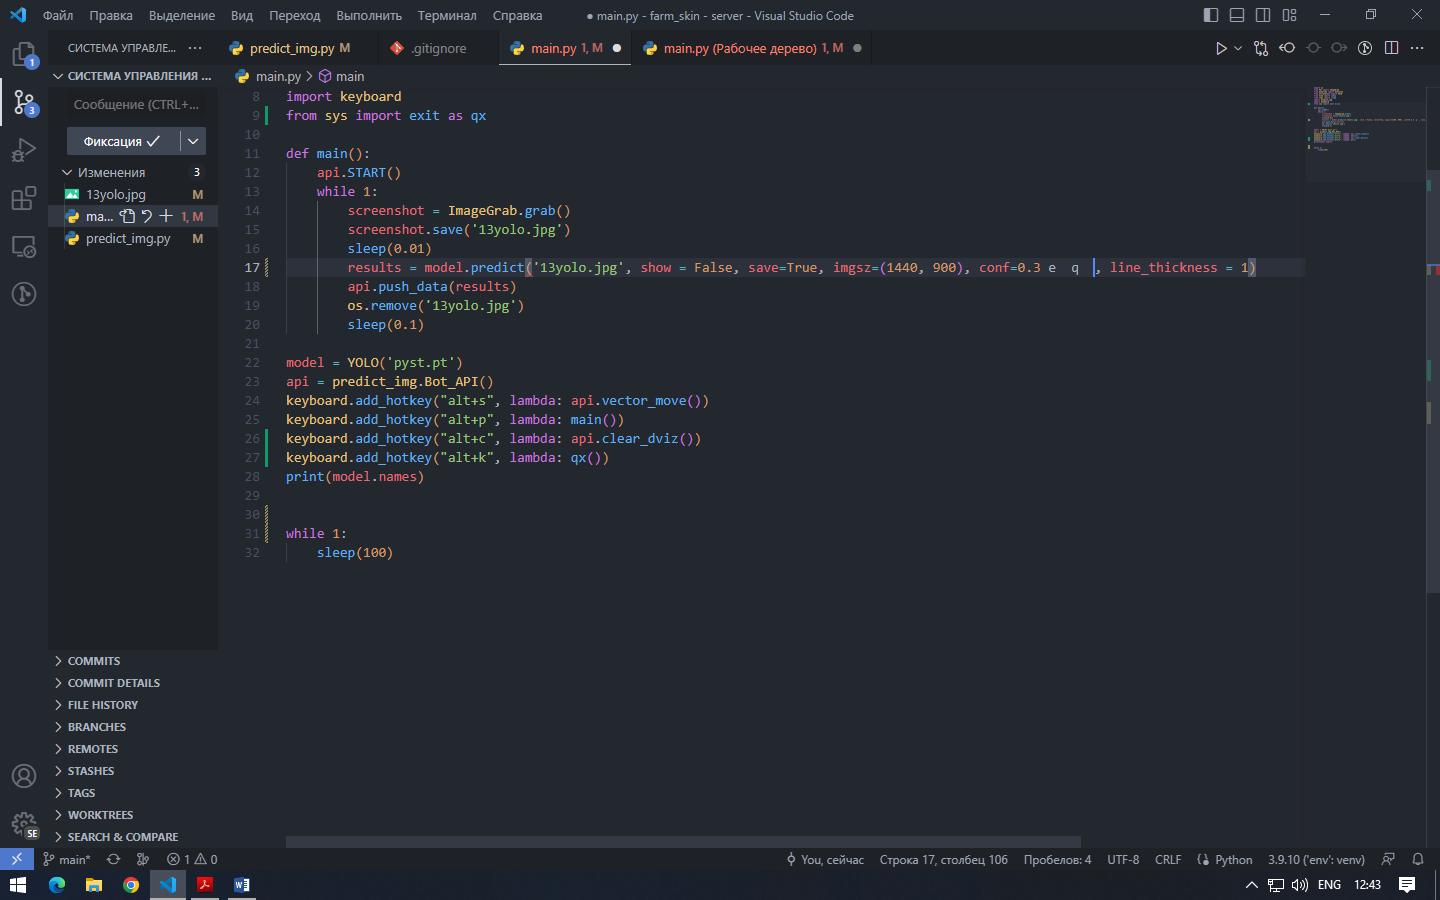 Файл Правка Выделение Вид Переход Выполнить Терминал Справка
● main.py - farm_skin - server - Visual Studio Code
СИСТЕМА УПРАВЛЕ... ···
predict_img.py M
.gitignore
main.py 1, M
main.py (Рабочее дерево) 1, M
СИСТЕМА УПРАВЛЕНИЯ ...
main.py > main
Сообщение (CTRL+...
Фиксация
Изменения 3
13yolo.jpg M
ma... 1, M
predict_img.py M
8 import keyboard
9 from sys import exit as qx
10
11 def main():
12 api.START()
13 while 1:
14 screenshot = ImageGrab.grab()
15 screenshot.save('13yolo.jpg')
16 sleep(0.01)
17 results = model.predict('13yolo.jpg', show = False, save=True, imgsz=(1440, 900), conf=0.3 e  q  , line_thickness = 1)
18 api.push_data(results)
19 os.remove('13yolo.jpg')
20 sleep(0.1)
21
22 model = YOLO('pyst.pt')
23 api = predict_img.Bot_API()
24 keyboard.add_hotkey("alt+s", lambda: api.vector_move())
25 keyboard.add_hotkey("alt+p", lambda: main())
26 keyboard.add_hotkey("alt+c", lambda: api.clear_dviz())
27 keyboard.add_hotkey("alt+k", lambda: qx())
28 print(model.names)
29
30
31 while 1:
32 sleep(100)
COMMITS
COMMIT DETAILS
FILE HISTORY
BRANCHES
REMOTES
STASHES
TAGS
WORKTREES
SEARCH & COMPARE
1
3
SE
main* 1 0
You, сейчас Строка 17, столбец 106 Пробелов: 4 UTF-8 CRLF Python 3.9.10 ('env': venv)
ENG 12:43